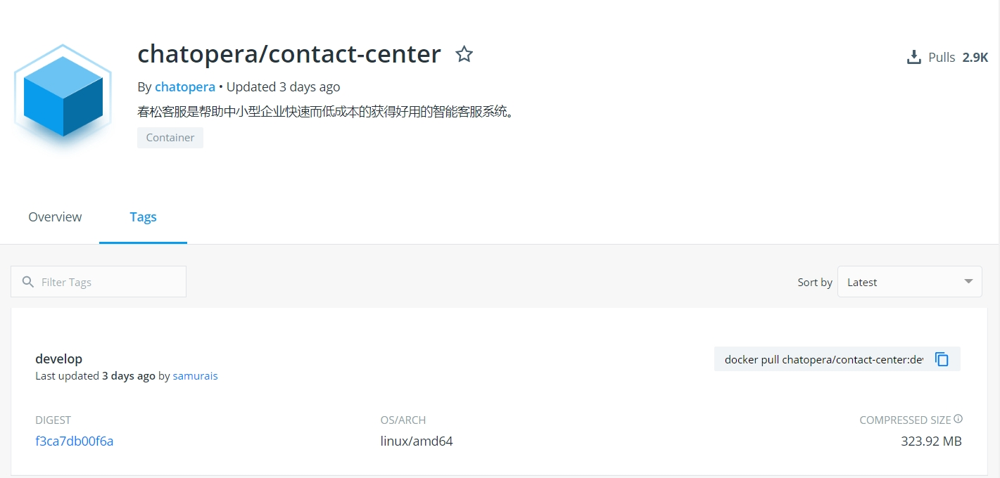 chatopera/contact-center
Pulls 2.9K
By chatopera • Updated 3 days ago
春松客服是帮助中小型企业快速而低成本的获得好用的智能客服系统。
Container
Overview
Tags
Filter Tags
Sort by
Latest
develop
Last updated 3 days ago by samurais
docker pull chatopera/contact-center:de
DIGEST
OS/ARCH
COMPRESSED SIZE
f3ca7db00f6a
linux/amd64
323.92 MB